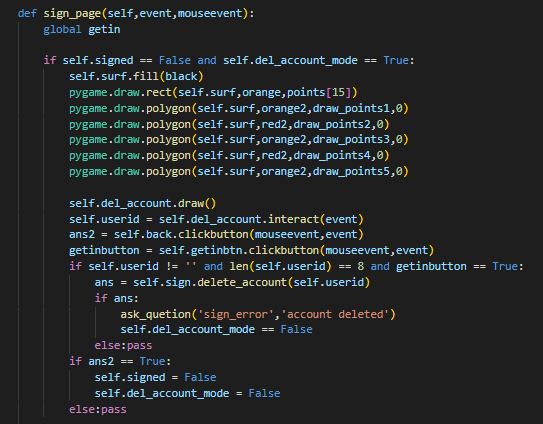 def sign_page(self,event,mouseevent):
    global getin

    if self.signed == False and self.del_account_mode == True:
        self.surf.fill(black)
        pygame.draw.rect(self.surf,orange,points[15])
        pygame.draw.polygon(self.surf,orange2,draw_points1,0)
        pygame.draw.polygon(self.surf,red2,draw_points2,0)
        pygame.draw.polygon(self.surf,orange2,draw_points3,0)
        pygame.draw.polygon(self.surf,red2,draw_points4,0)
        pygame.draw.polygon(self.surf,orange2,draw_points5,0)

        self.del_account.draw()
        self.userid = self.del_account.interact(event)
        ans2 = self.back.clickbutton(mouseevent,event)
        getinbutton = self.getinbtn.clickbutton(mouseevent,event)
        if self.userid != '' and len(self.userid) == 8 and getinbutton == True:
            ans = self.sign.delete_account(self.userid)
            if ans:
                ask_quetion('sign_error','account deleted')
                self.del_account_mode == False
            else:pass
        if ans2 == True:
            self.signed = False
            self.del_account_mode = False
        else:pass